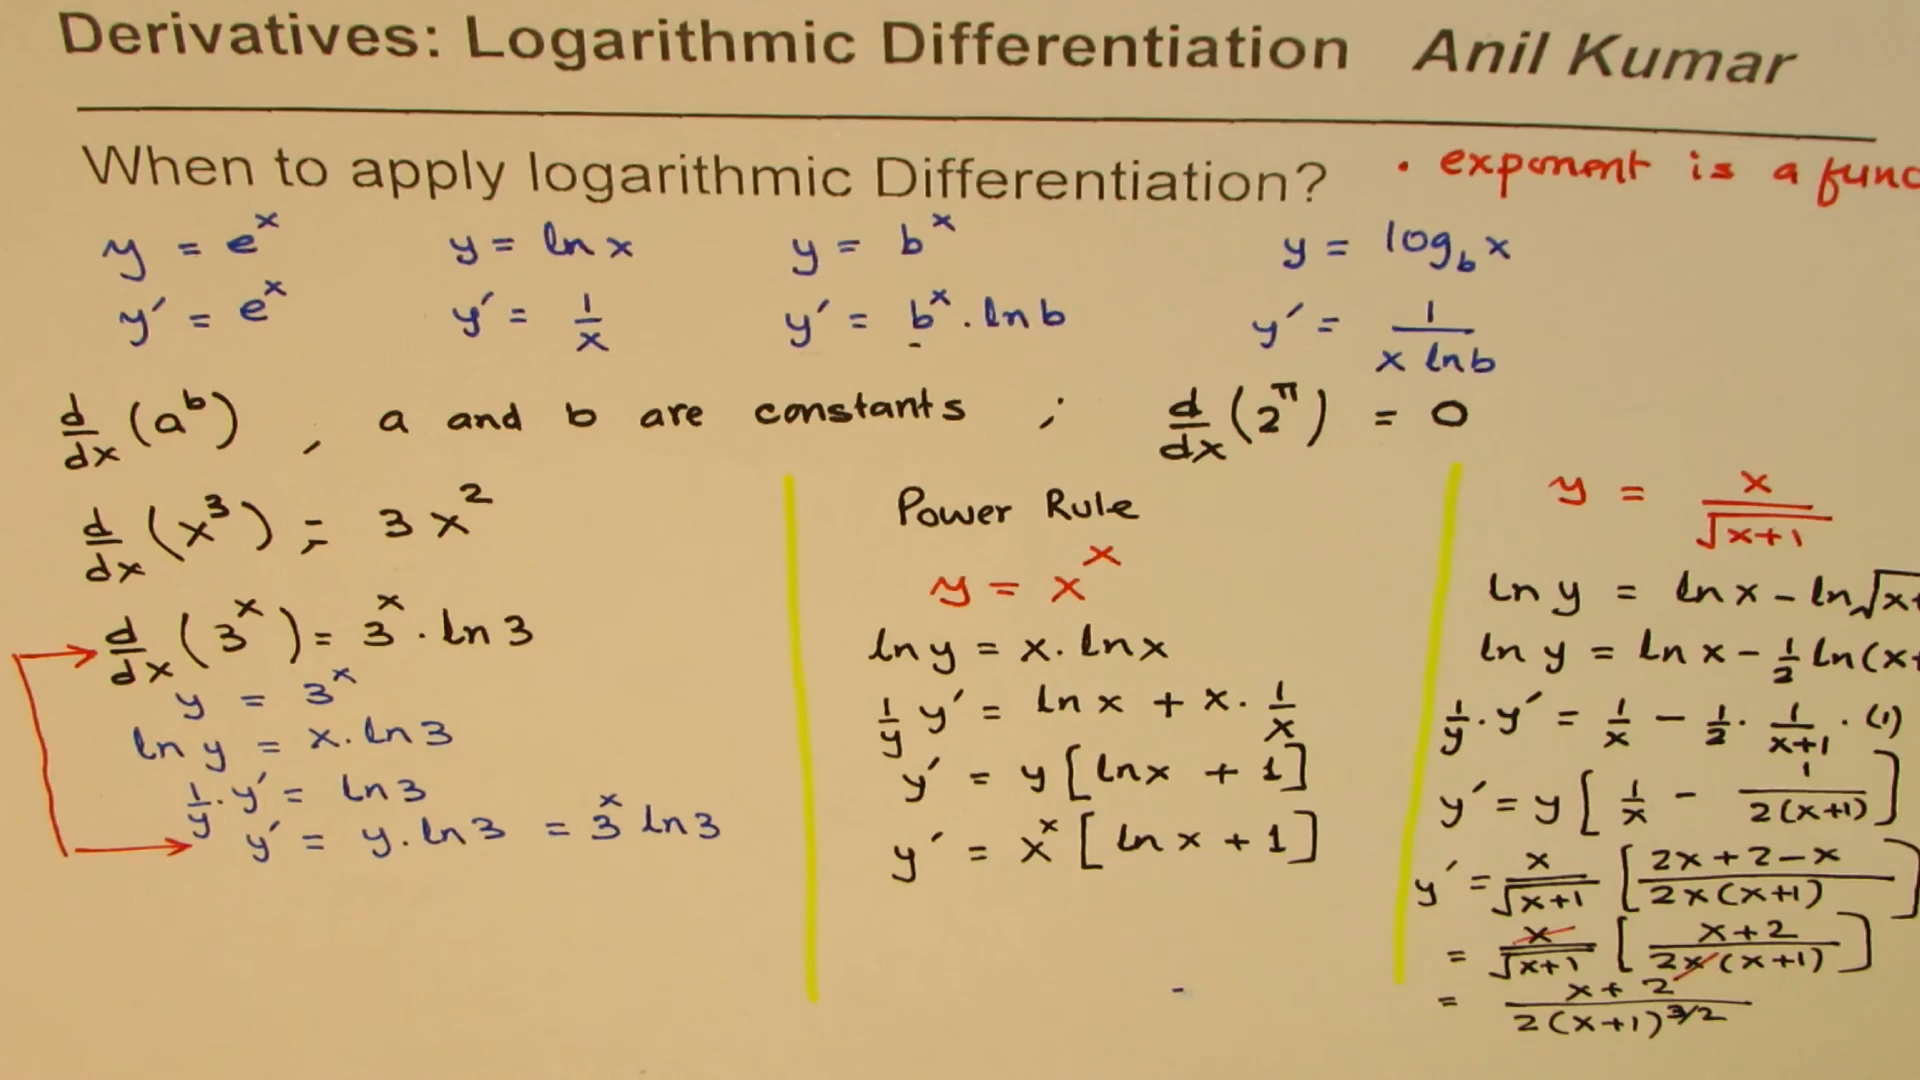 Derivatives: Logarithmic Differentiation Anil Kumar
When to apply logarithmic Differentiation? • exponent is a func
y = e^x y = ln x y = b^x y = log_b x
y′ = e^x y′ = 1/x y′ = b^x . ln b y′ = 1/(x ln b)
d/dx (a^b) , a and b are constants ; d/dx (2^π) = 0
d/dx (x^3) = 3x^2
d/dx (3^x) = 3^x . ln 3
y = 3^x
ln y = x. ln 3
1/y . y′ = ln 3
y′ = y. ln 3 = 3^x ln 3
Power Rule
y = x^x
ln y = x. ln x
1/y y′ = ln x + x. 1/x
y′ = y [ln x + 1]
y′ = x^x [ln x + 1]
y = x/√(x+1)
ln y = ln x - ln √x+
ln y = ln x - 1/2 ln (x+
1/y . y′ = 1/x - 1/2 . 1/(x+1) . (1)
y′ = y [1/x - 1/(2(x+1))]
y′ = x/√(x+1) [(2x+2-x)/(2x(x+1))]
= x/√(x+1) [(x+2)/(2x(x+1))]
= (x+2)/(2(x+1)^3/2)